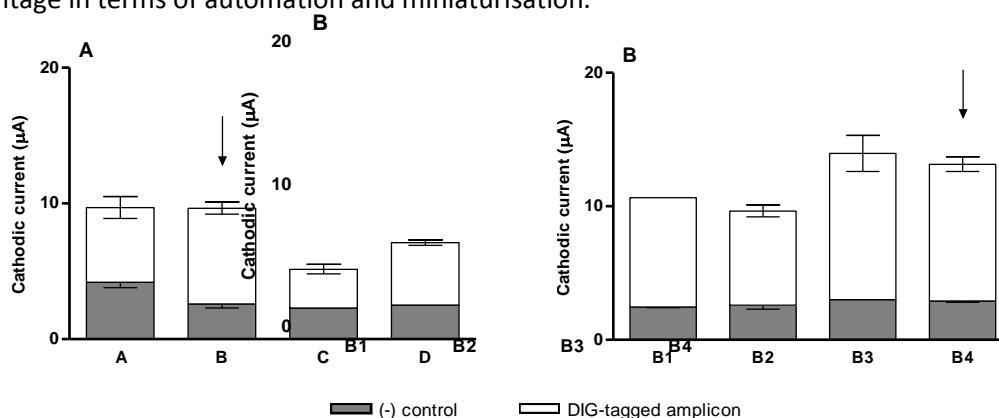 ntage in terms of automation and miniaturisation.
B
20
A
20
Cathodic current (µA)
10
0
A
B
C
D
Cathodic current (µA)
10
0
B1
B2
B3
B4
B
20
Cathodic current (µA)
10
0
B1
B2
B3
B4
(-) control
DIG-tagged amplicon